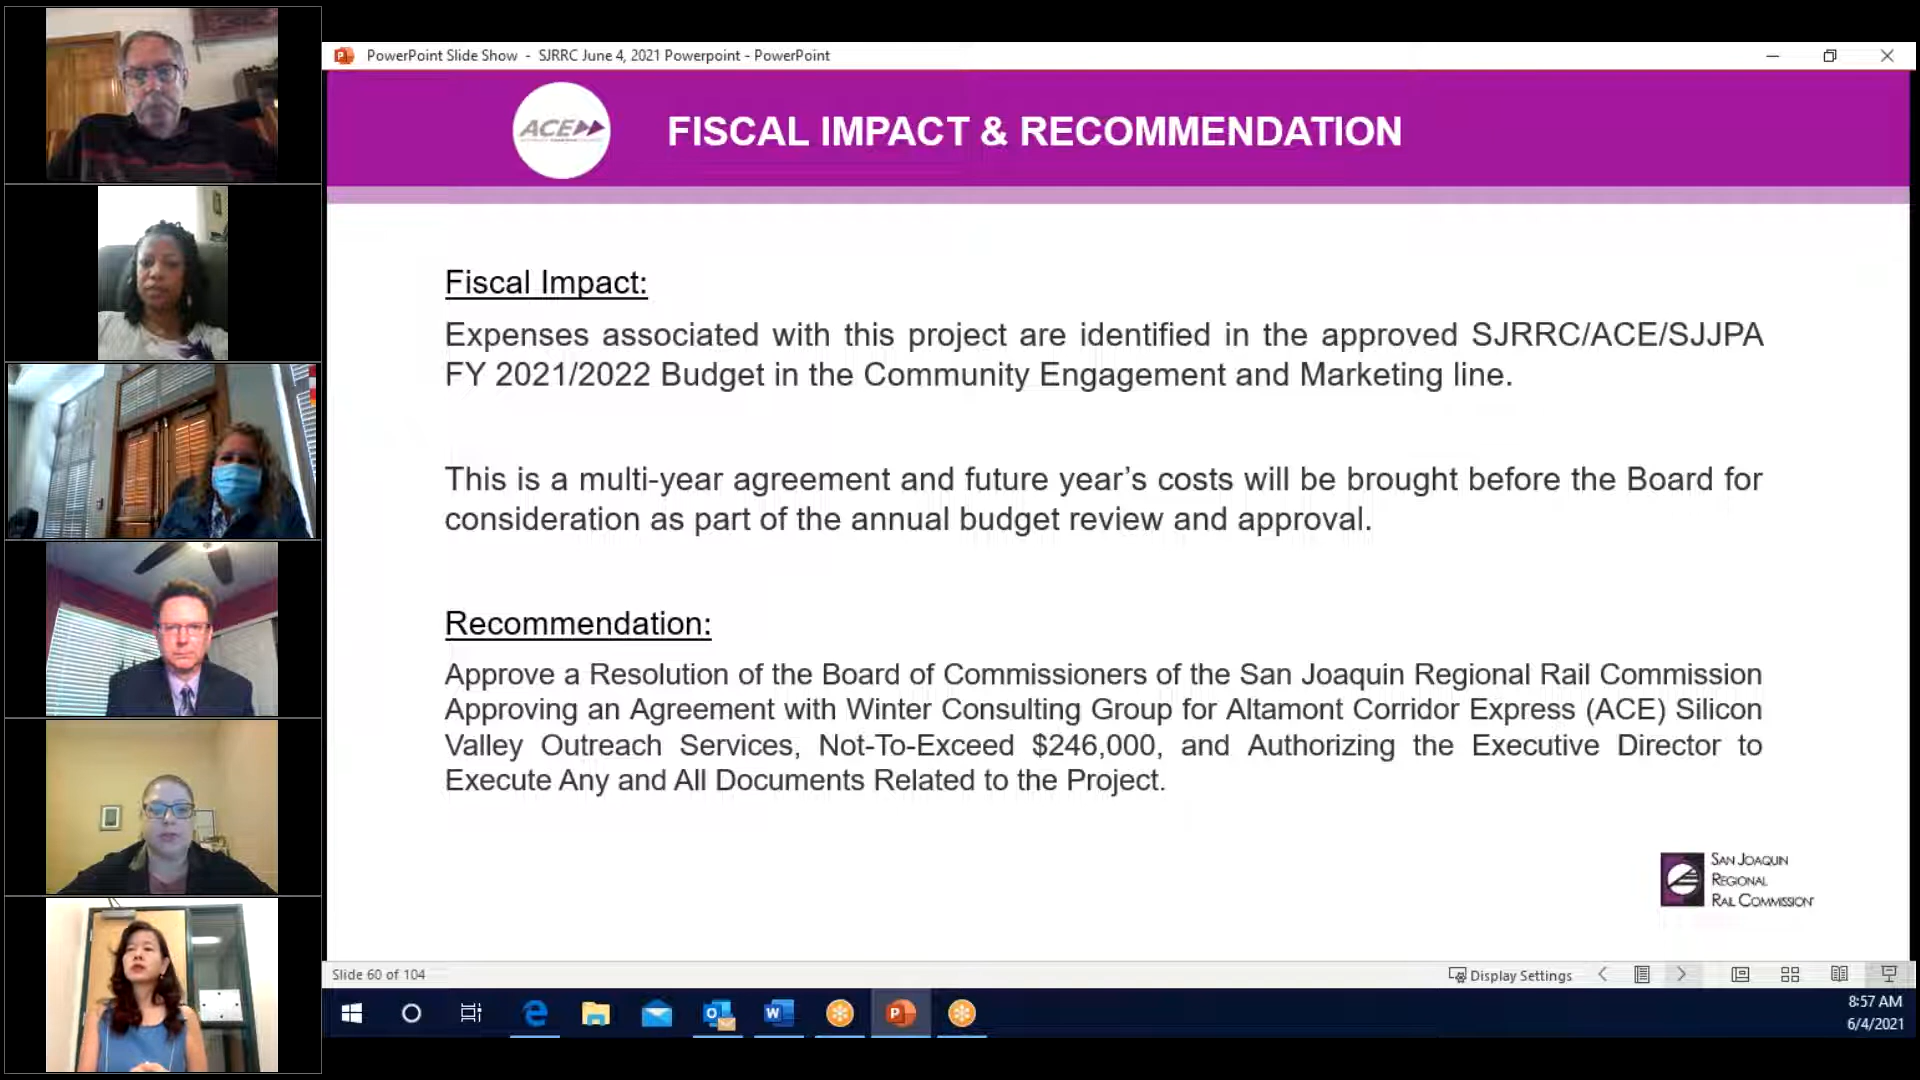 PowerPoint Slide Show - SJRRC June 4, 2021 Powerpoint - PowerPoint
ACE
FISCAL IMPACT & RECOMMENDATION
Fiscal Impact:
Expenses associated with this project are identified in the approved SJRRC/ACE/SJJPA
FY 2021/2022 Budget in the Community Engagement and Marketing line.
This is a multi-year agreement and future year’s costs will be brought before the Board for
consideration as part of the annual budget review and approval.
Recommendation:
Approve a Resolution of the Board of Commissioners of the San Joaquin Regional Rail Commission
Approving an Agreement with Winter Consulting Group for Altamont Corridor Express (ACE) Silicon
Valley Outreach Services, Not-To-Exceed $246,000, and Authorizing the Executive Director to
Execute Any and All Documents Related to the Project.
SAN JOAQUIN
REGIONAL
RAIL COMMISSION
Slide 60 of 104
Display Settings
8:57 AM
6/4/2021